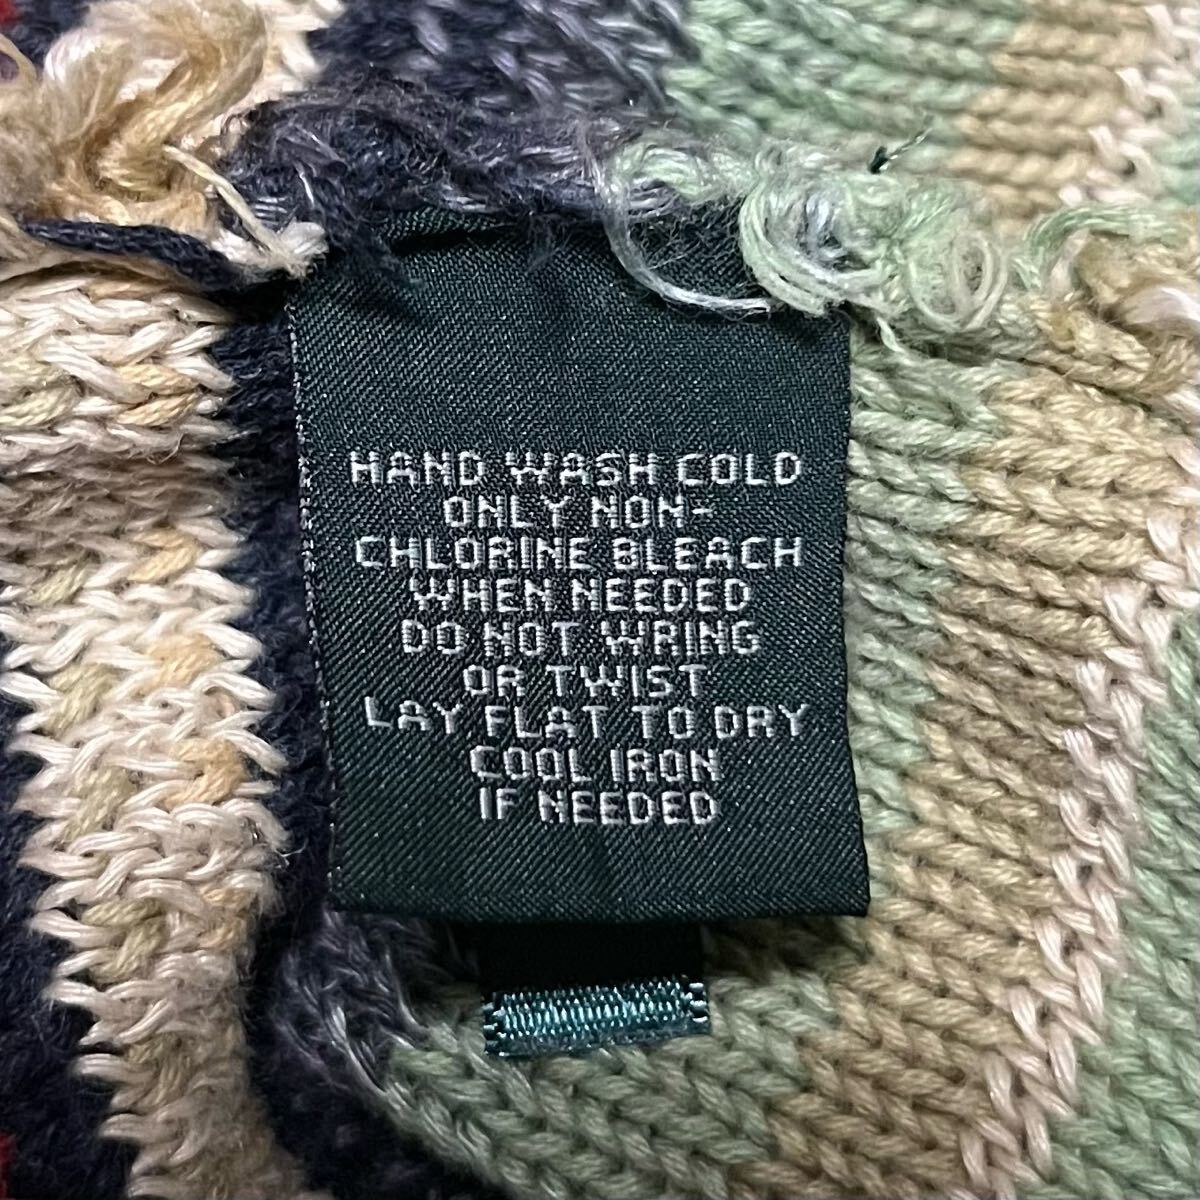 HAND WASH COLD
ONLY NON-
CHLORINE BLEACH
WHEN NEEDED
DO NOT WRING
OR TWIST
LAY FLAT TO DRY
COOL IRON
IF NEEDED